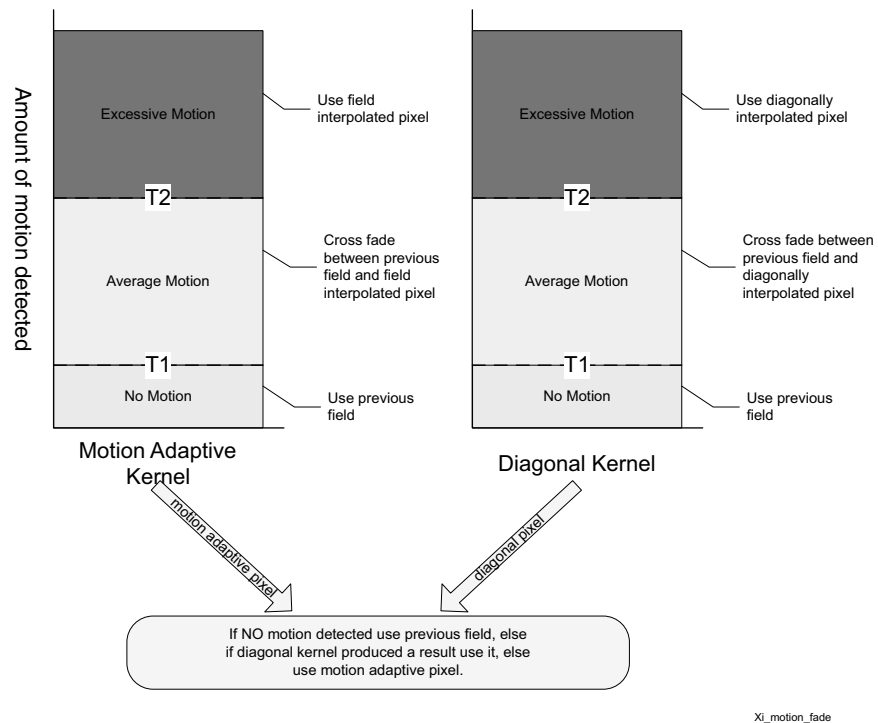 Amount of motion detected
Excessive Motion
Use field
interpolated pixel
T2
Average Motion
Cross fade
between previous
field and field
interpolated pixel
T1
No Motion
Use previous
field
Motion Adaptive
Kernel
Excessive Motion
Use diagonally
interpolated pixel
T2
Average Motion
Cross fade between
previous field and
diagonally
interpolated pixel
T1
No Motion
Use previous
field
Diagonal Kernel
motion adaptive pixel
diagonal pixel
If NO motion detected use previous field, else
if diagonal kernel produced a result use it, else
use motion adaptive pixel.
Xi_motion_fade